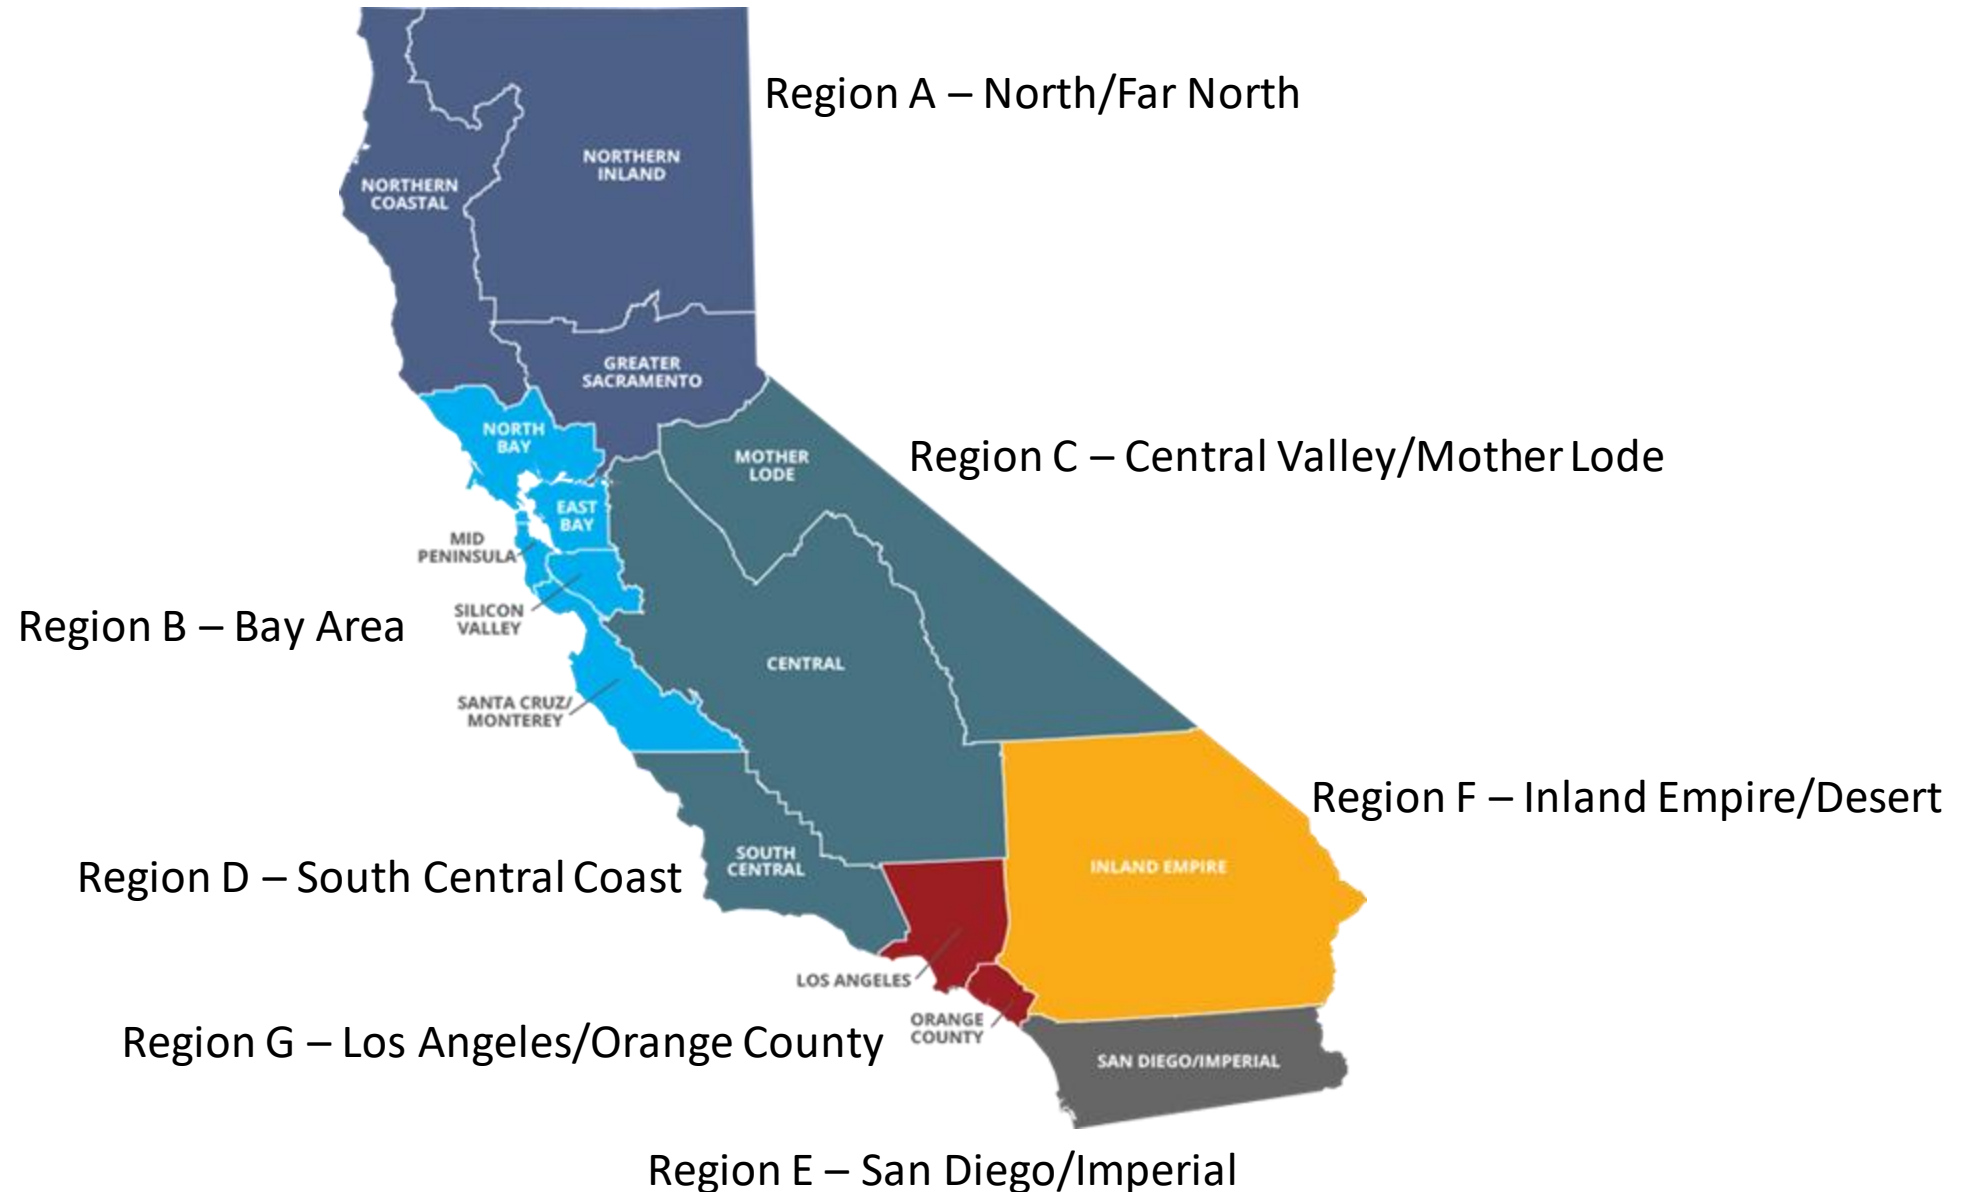 Region A – North/Far North
NORTHERN
INLAND
NORTHERN
COASTAL
GREATER
SACRAMENTO
NORTH
BAY
MOTHER
LODE
Region C – Central Valley/Mother Lode
EAST
BAY
MID
PENINSULA
SILICON
VALLEY
Region B – Bay Area
CENTRAL
SANTA CRUZ/
MONTEREY
Region F – Inland Empire/Desert
SOUTH
CENTRAL
Region D – South Central Coast
INLAND EMPIRE
LOS ANGELES
ORANGE
COUNTY
Region G – Los Angeles/Orange County
SAN DIEGO/IMPERIAL
Region E – San Diego/Imperial